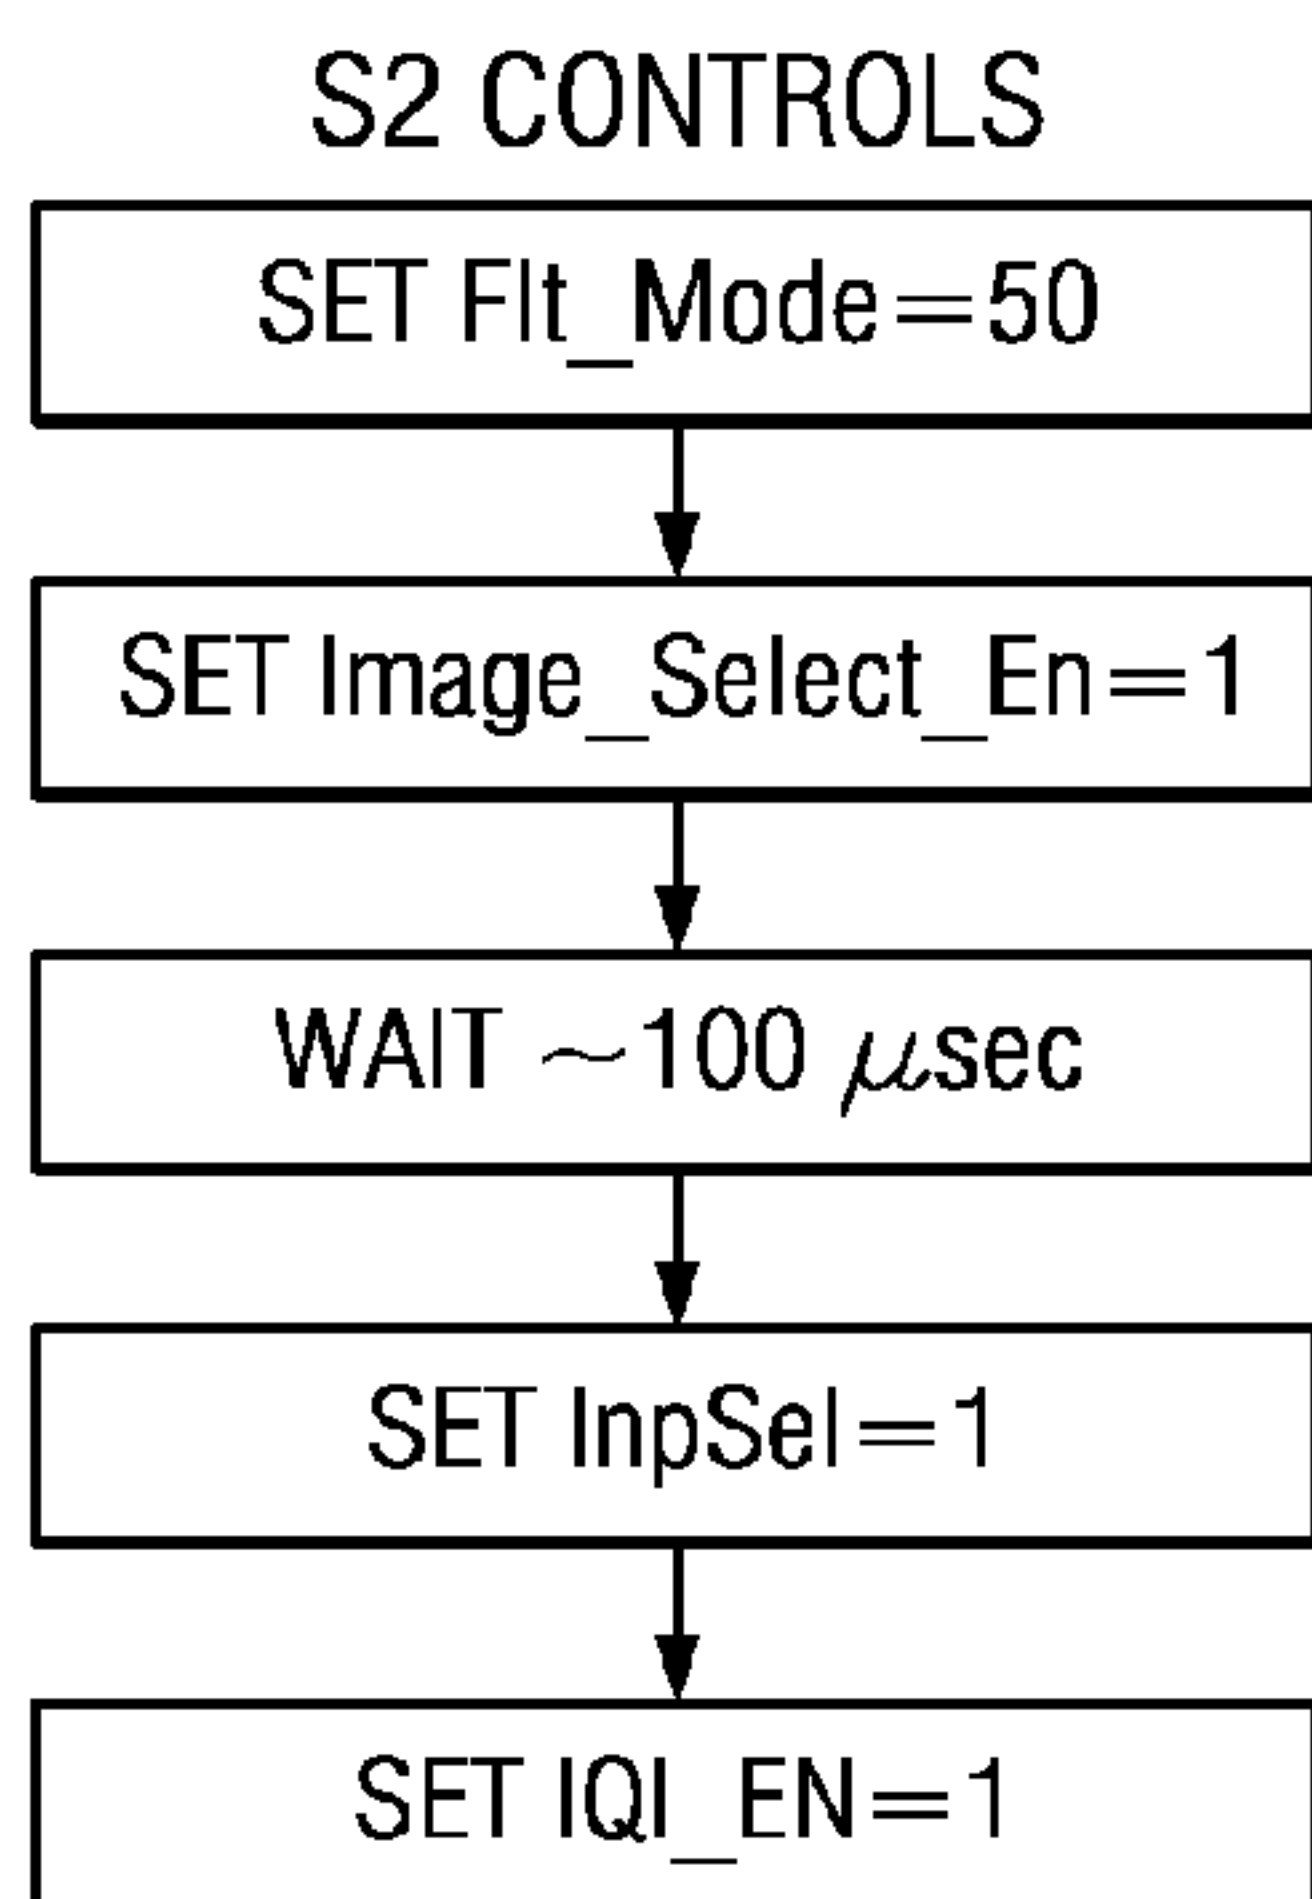 S2 CONTROLS
SET Flt_Mode=50
SET Image_Select_En=1
WAIT ~100 μsec
SET InpSel=1
SET IQI_EN=1